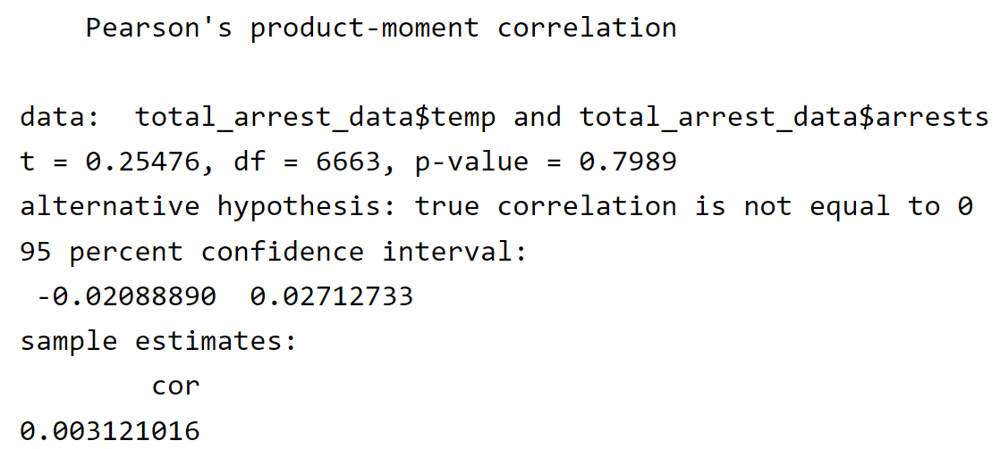 Pearson's product-moment correlation
data:  total_arrest_data$temp and total_arrest_data$arrests
t = 0.25476, df = 6663, p-value = 0.7989
alternative hypothesis: true correlation is not equal to 0
95 percent confidence interval:
-0.02088890  0.02712733
sample estimates:
cor
0.003121016